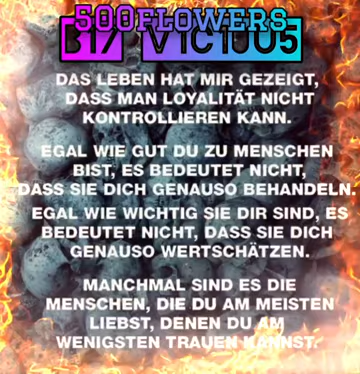 500FLOWERS
B17 V1C10U5
DAS LEBEN HAT MIR GEZEIGT,
DASS MAN LOYALITÄT NICHT
KONTROLLIEREN KANN.
EGAL WIE GUT DU ZU MENSCHEN
BIST, ES BEDEUTET NICHT,
DASS SIE DICH GENAUSO BEHANDELN.
EGAL WIE WICHTIG SIE DIR SIND, ES
BEDEUTET NICHT, DASS SIE DICH
GENAUSO WERTSCHÄTZEN.
MANCHMAL SIND ES DIE
MENSCHEN, DIE DU AM MEISTEN
LIEBST, DENEN DU AM
WENIGSTEN TRAUEN KANNST.